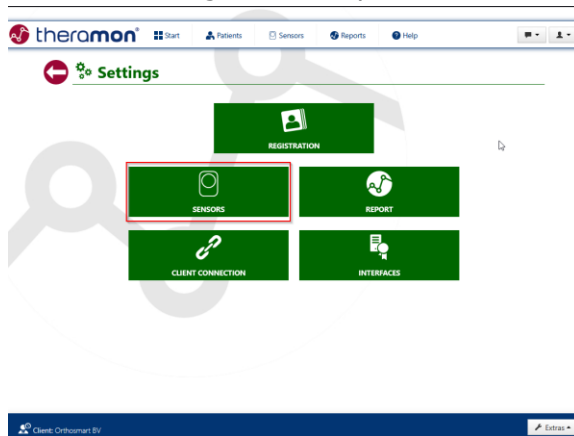 theramon®
Start Patients Sensors Reports Help
Settings
REGISTRATION
SENSORS REPORT
CLIENT CONNECTION INTERFACES
Client: Orthosmart BV Extras